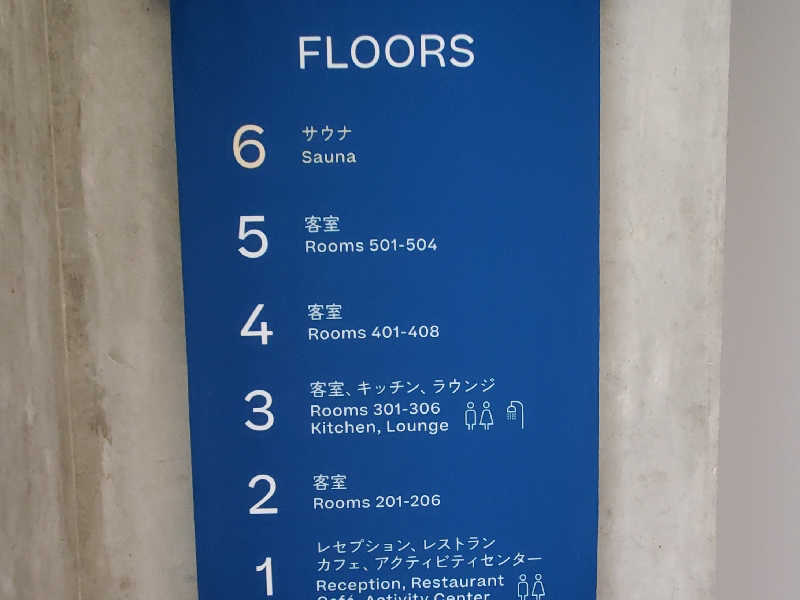 FLOORS
6
サウナ
Sauna
5
客室
Rooms 501-504
4
客室
Rooms 401-408
3
客室、キッチン、ラウンジ
Rooms 301-306
Kitchen, Lounge
2
客室
Rooms 201-206
1
レセプション、レストラン
カフェ、アクティビティセンター
Reception, Restaurant
Café, Activity Center